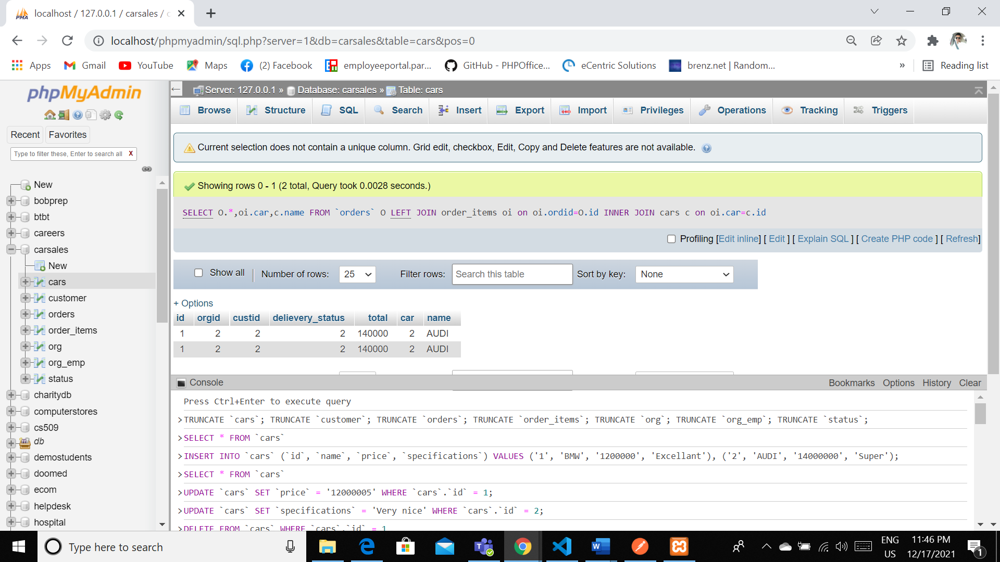 localhost / 127.0.0.1 / carsales / c
localhost/phpmyadmin/sql.php?server=1&db=carsales&table=cars&pos=0
Apps Gmail YouTube Maps (2) Facebook employeeportal.par... GitHub - PHPOffice... eCentric Solutions brenz.net | Random... » Reading list
phpMyAdmin
Recent Favorites
Type to filter these, Enter to search all X
New
bobprep
btbt
careers
carsales
New
cars
customer
orders
order_items
org
org_emp
status
charitydb
computerstores
cs509
db
demostudents
doomed
ecom
helpdesk
hospital
Server: 127.0.0.1 » Database: carsales » Table: cars
Browse Structure SQL Search Insert Export Import Privileges Operations Tracking Triggers
Current selection does not contain a unique column. Grid edit, checkbox, Edit, Copy and Delete features are not available.
Showing rows 0 - 1 (2 total, Query took 0.0028 seconds.)
SELECT O.*,oi.car,c.name FROM `orders` O LEFT JOIN order_items oi on oi.ordid=O.id INNER JOIN cars c on oi.car=c.id
Profiling [Edit inline] [ Edit ] [ Explain SQL ] [ Create PHP code ] [ Refresh]
Show all Number of rows: 25 Filter rows: Search this table Sort by key: None
+ Options
id orgid custid delievery_status total car name
1 2 2 2 140000 2 AUDI
1 2 2 2 140000 2 AUDI
Console Bookmarks Options History Clear
Press Ctrl+Enter to execute query
>TRUNCATE `cars`; TRUNCATE `customer`; TRUNCATE `orders`; TRUNCATE `order_items`; TRUNCATE `org`; TRUNCATE `org_emp`; TRUNCATE `status`;
>SELECT * FROM `cars`
>INSERT INTO `cars` (`id`, `name`, `price`, `specifications`) VALUES ('1', 'BMW', '1200000', 'Excellant'), ('2', 'AUDI', '14000000', 'Super');
>SELECT * FROM `cars`
>UPDATE `cars` SET `price` = '12000005' WHERE `cars`.`id` = 1;
>UPDATE `cars` SET `specifications` = 'Very nice' WHERE `cars`.`id` = 2;
>DELETE FROM `cars` WHERE `cars`.`id` = 1
Type here to search
ENG
US
11:46 PM
12/17/2021
1